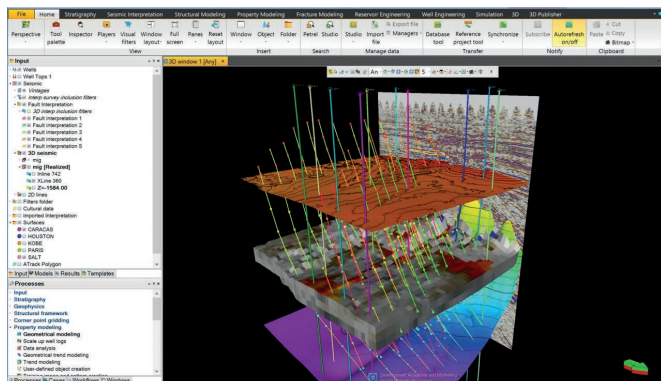 File Home Stratigraphy Seismic Interpretation Structural Modeling Property Modeling Fracture Modeling Reservoir Engineering Well Engineering Simulation 3D 3D Publisher
Perspective Tool palette Inspector Players Visual filters Window layout Full screen Panes Reset layout Window Object Folder Petrel Studio Studio Import file Export file Managers Database tool Reference project tool Synchronize Subscribe Autorefresh on/off Paste Cut Copy Bitmap
View Insert Search Manage data Transfer Notify Clipboard
Input
3D window 1 [Any]
Wells
Well Tops 1
Seismic
Vintages
Interp survey inclusion filters
Fault Interpretation
3D interp inclusion filters
Fault interpretation 1
Fault interpretation 2
Fault interpretation 3
Fault interpretation 4
Fault interpretation 5
3D seismic
mig
mig [Realized]
Inline 742
XLine 380
Z=-1584.00
2D lines
Filters folder
Cultural data
Imported Interpretation
Surfaces
CARACAS
HOUSTON
KOBE
PARIS
SALT
ATrack Polygon
Input Models Results Templates
Processes
Input
Stratigraphy
Geophysics
Structural framework
Corner point gridding
Property modeling
Geometrical modeling
Scale up well logs
Data analysis
Geometrical trend modeling
Trend modeling
User-defined object creation
Processes Cases Workflows Windows